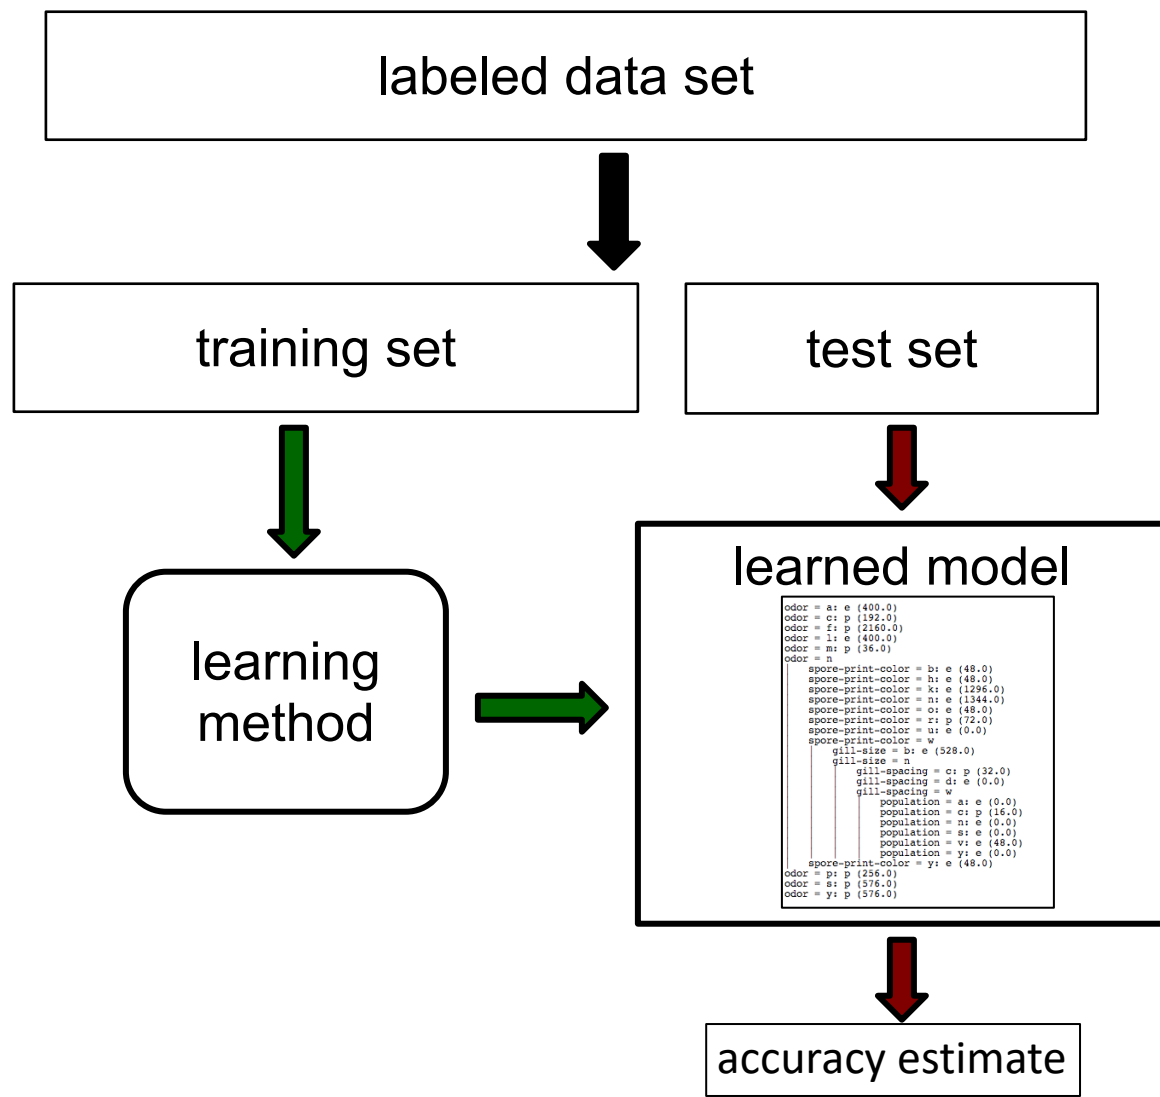 labeled data set
training set
test set
learning
method
learned model
odor = a: e (400.0)
odor = c: p (192.0)
odor = f: p (2160.0)
odor = l: e (400.0)
odor = m: p (36.0)
odor = n
|   spore-print-color = b: e (48.0)
|   spore-print-color = h: e (48.0)
|   spore-print-color = k: e (1296.0)
|   spore-print-color = n: e (1344.0)
|   spore-print-color = o: e (48.0)
|   spore-print-color = r: p (72.0)
|   spore-print-color = u: e (0.0)
|   spore-print-color = w
|   |   gill-size = b: e (528.0)
|   |   gill-size = n
|   |   |   gill-spacing = c: p (32.0)
|   |   |   gill-spacing = d: e (0.0)
|   |   |   gill-spacing = w
|   |   |   |   population = a: e (0.0)
|   |   |   |   population = c: p (16.0)
|   |   |   |   population = n: e (0.0)
|   |   |   |   population = s: e (0.0)
|   |   |   |   population = v: e (48.0)
|   |   |   |   population = y: e (0.0)
|   spore-print-color = y: e (48.0)
odor = p: p (256.0)
odor = s: p (576.0)
odor = y: p (576.0)
accuracy estimate